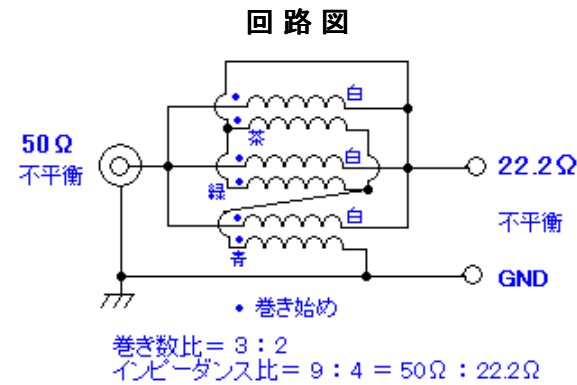 回路図
白
茶
50Ω
不平衡
白
緑
22.2Ω
不平衡
白
青
GND
・巻き始め
巻き数比＝３：２
インピーダンス比＝９：４＝50Ω：22.2Ω